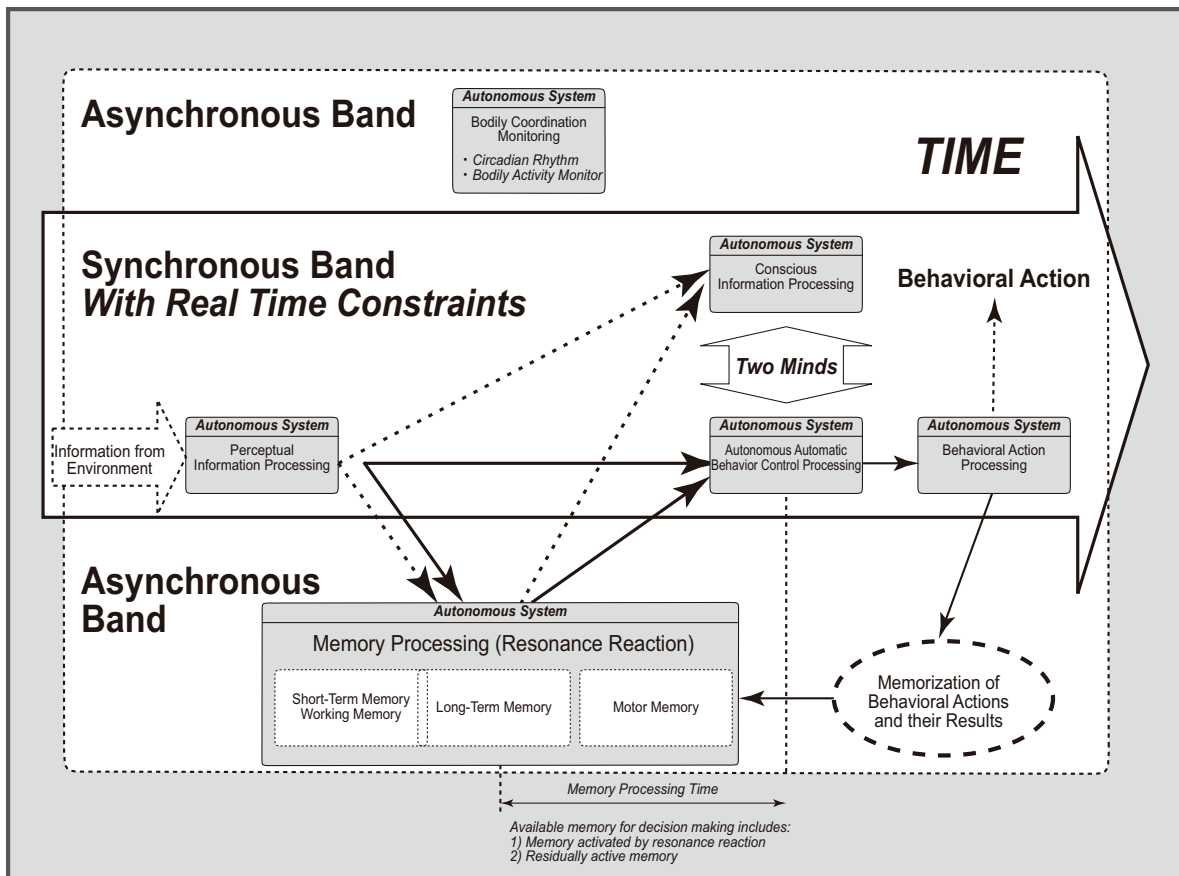 Asynchronous Band
Autonomous System
Bodily Coordination
Monitoring
・ Circadian Rhythm
・ Bodily Activity Monitor
TIME
Synchronous Band
With Real Time Constraints
Autonomous System
Conscious
Information Processing
Behavioral Action
Two Minds
Information from
Environment
Autonomous System
Perceptual
Information Processing
Autonomous System
Autonomous Automatic
Behavior Control Processing
Autonomous System
Behavioral Action
Processing
Asynchronous
Band
Autonomous System
Memory Processing (Resonance Reaction)
Short-Term Memory
Working Memory
Long-Term Memory
Motor Memory
Memorization of
Behavioral Actions
and their Results
Memory Processing Time
Available memory for decision making includes:
1) Memory activated by resonance reaction
2) Residually active memory